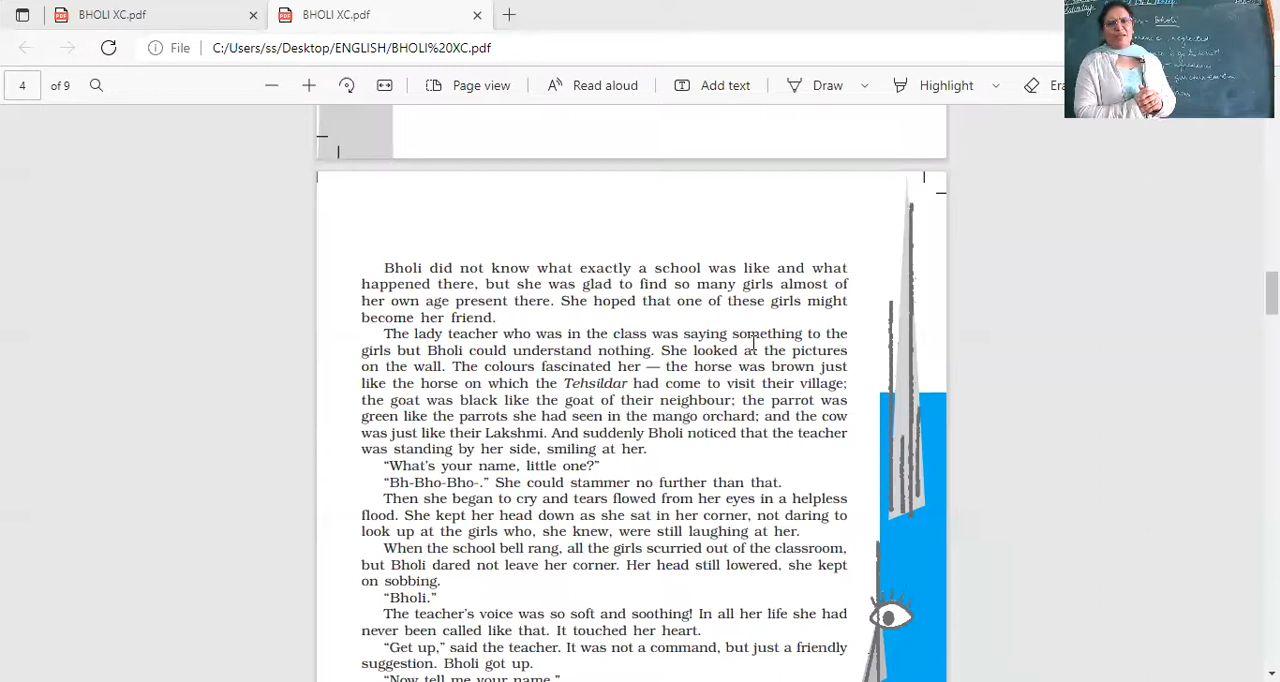 BHOLI XC.pdf
BHOLI XC.pdf
File C:/Users/ss/Desktop/ENGLISH/BHOLI%20XC.pdf
4 of 9 Page view Read aloud Add text Draw Highlight Era
Bholi
neglected
Bholi did not know what exactly a school was like and what
happened there, but she was glad to find so many girls almost of
her own age present there. She hoped that one of these girls might
become her friend.
The lady teacher who was in the class was saying something to the
girls but Bholi could understand nothing. She looked at the pictures
on the wall. The colours fascinated her — the horse was brown just
like the horse on which the Tehsildar had come to visit their village;
the goat was black like the goat of their neighbour; the parrot was
green like the parrots she had seen in the mango orchard; and the cow
was just like their Lakshmi. And suddenly Bholi noticed that the teacher
was standing by her side, smiling at her.
“What’s your name, little one?”
“Bh-Bho-Bho-.” She could stammer no further than that.
Then she began to cry and tears flowed from her eyes in a helpless
flood. She kept her head down as she sat in her corner, not daring to
look up at the girls who, she knew, were still laughing at her.
When the school bell rang, all the girls scurried out of the classroom,
but Bholi dared not leave her corner. Her head still lowered, she kept
on sobbing.
“Bholi.”
The teacher’s voice was so soft and soothing! In all her life she had
never been called like that. It touched her heart.
“Get up,” said the teacher. It was not a command, but just a friendly
suggestion. Bholi got up.
“Now tell me your name.”